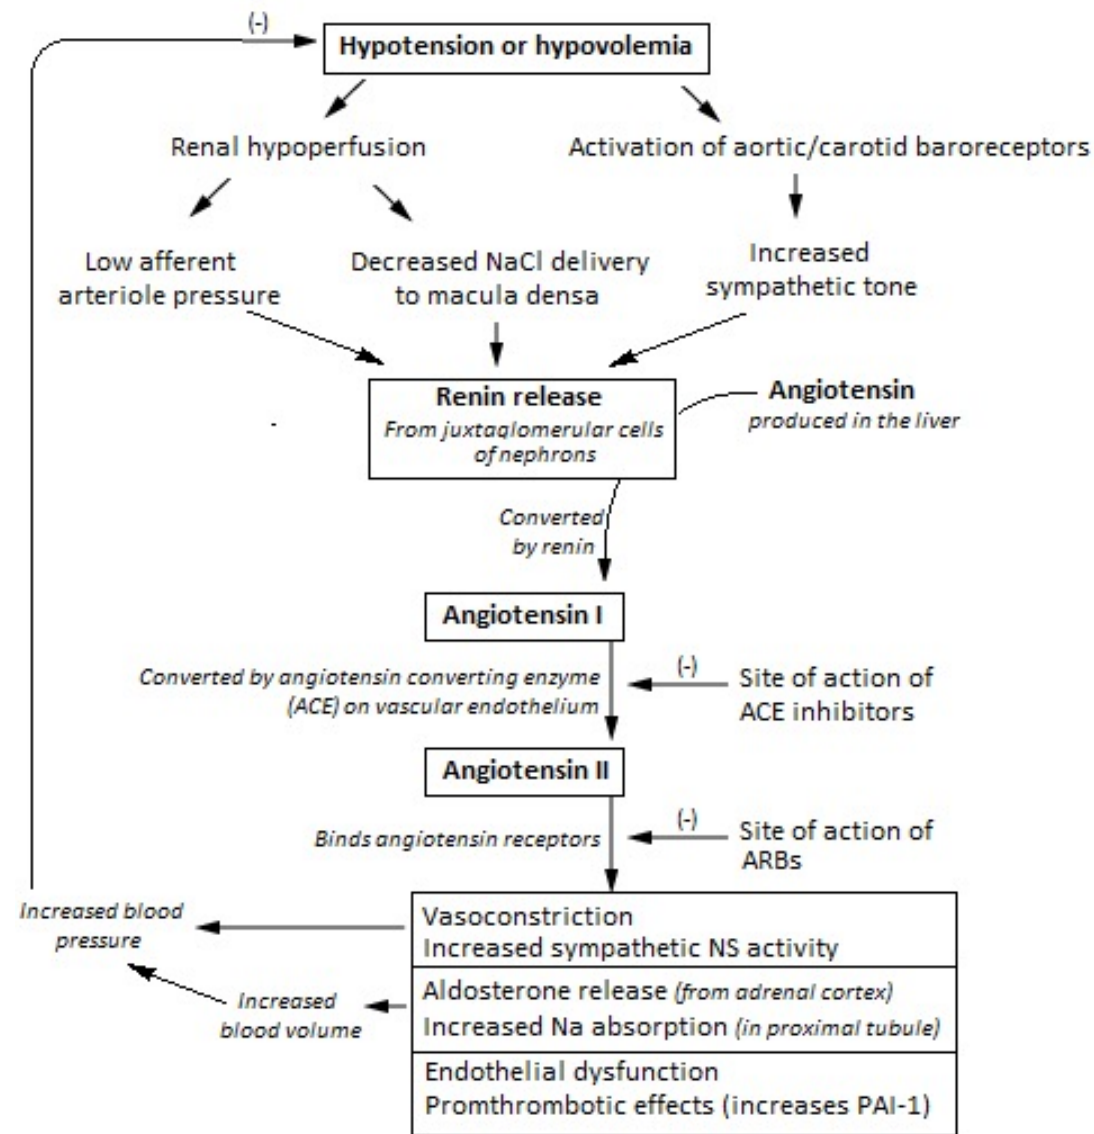 (-)
Hypotension or hypovolemia
Renal hypoperfusion
Activation of aortic/carotid baroreceptors
Low afferent
arteriole pressure
Decreased NaCl delivery
to macula densa
Increased
sympathetic tone
Renin release
From juxtaglomerular cells
of nephrons
Angiotensin
produced in the liver
Converted
by renin
Angiotensin I
Converted by angiotensin converting enzyme
(ACE) on vascular endothelium
(-)
Site of action of
ACE inhibitors
Angiotensin II
Binds angiotensin receptors
(-)
Site of action of
ARBs
Increased blood
pressure
Vasoconstriction
Increased sympathetic NS activity
Increased
blood volume
Aldosterone release (from adrenal cortex)
Increased Na absorption (in proximal tubule)
Endothelial dysfunction
Promthrombotic effects (increases PAI-1)